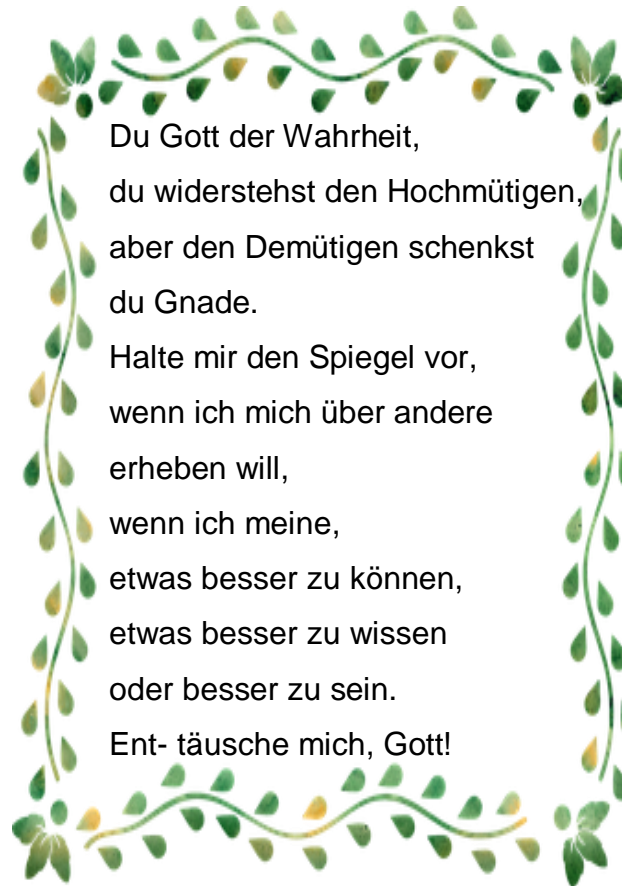 Du Gott der Wahrheit,
du widerstehst den Hochmütigen,
aber den Demütigen schenkst
du Gnade.
Halte mir den Spiegel vor,
wenn ich mich über andere
erheben will,
wenn ich meine,
etwas besser zu können,
etwas besser zu wissen
oder besser zu sein.
Ent- täusche mich, Gott!